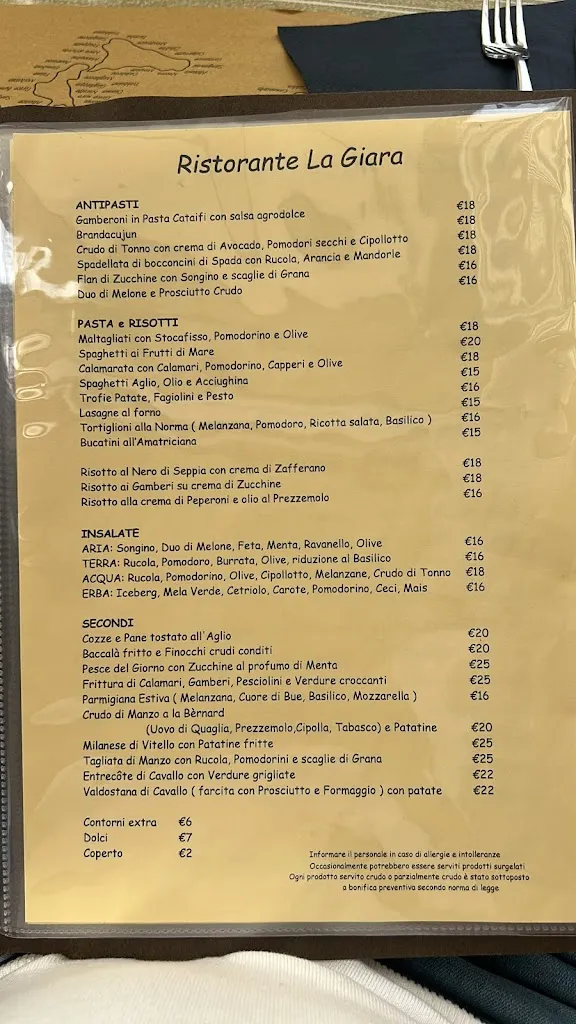 Ristorante La Giara
ANTIPASTI
Gamberoni in Pasta Cataifi con salsa agrodolce €18
Brandacujun €18
Crudo di Tonno con crema di Avocado, Pomodori secchi e Cipollotto €18
Spadellata di bocconcini di Spada con Rucola, Arancia e Mandorle €18
Flan di Zucchine con Songino e scaglie di Grana €16
Duo di Melone e Prosciutto Crudo €16
PASTA e RISOTTI
Maltagliati con Stocafisso, Pomodorino e Olive €18
Spaghetti ai Frutti di Mare €20
Calamarata con Calamari, Pomodorino, Capperi e Olive €18
Spaghetti Aglio, Olio e Acciughina €15
Trofie Patate, Fagiolini e Pesto €16
Lasagne al forno €15
Tortiglioni alla Norma ( Melanzana, Pomodoro, Ricotta salata, Basilico ) €16
Bucatini all'Amatriciana €15
Risotto al Nero di Seppia con crema di Zafferano €18
Risotto ai Gamberi su crema di Zucchine €18
Risotto alla crema di Peperoni e olio al Prezzemolo €16
INSALATE
ARIA: Songino, Duo di Melone, Feta, Menta, Ravanello, Olive €16
TERRA: Rucola, Pomodoro, Burrata, Olive, riduzione al Basilico €16
ACQUA: Rucola, Pomodorino, Olive, Cipollotto, Melanzane, Crudo di Tonno €18
ERBA: Iceberg, Mela Verde, Cetriolo, Carote, Pomodorino, Ceci, Mais €16
SECONDI
Cozze e Pane tostato all'Aglio €20
Baccalà fritto e Finocchi crudi conditi €20
Pesce del Giorno con Zucchine al profumo di Menta €25
Frittura di Calamari, Gamberi, Pesciolini e Verdure croccanti €25
Parmigiana Estiva ( Melanzana, Cuore di Bue, Basilico, Mozzarella ) €16
Crudo di Manzo a la Bèrnard
(Uovo di Quaglia, Prezzemolo,Cipolla, Tabasco) e Patatine €20
Milanese di Vitello con Patatine fritte €25
Tagliata di Manzo con Rucola, Pomodorini e scaglie di Grana €25
Entrecôte di Cavallo con Verdure grigliate €22
Valdostana di Cavallo ( farcita con Prosciutto e Formaggio ) con patate €22
Contorni extra €6
Dolci €7
Coperto €2
Informare il personale in caso di allergie e intolleranze
Occasionalmente potrebbero essere serviti prodotti surgelati
Ogni prodotto servito crudo o parzialmente crudo è stato sottoposto
a bonifica preventiva secondo norma di legge